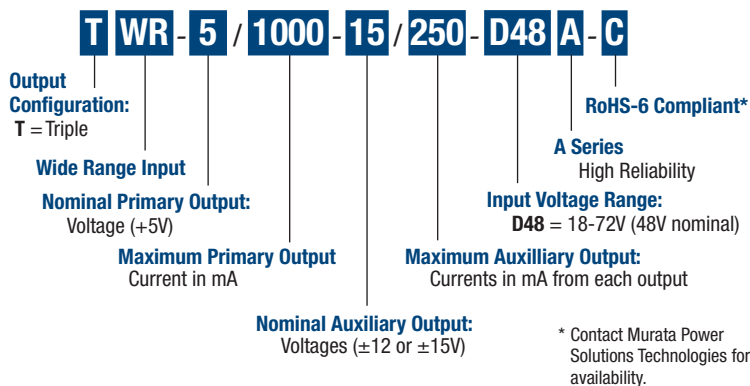 T WR - 5 / 1000 - 15 / 250 - D48 A - C
Output
Configuration:
T = Triple
Wide Range Input
Nominal Primary Output:
Voltage (+5V)
Maximum Primary Output
Current in mA
Nominal Auxiliary Output:
Voltages (±12 or ±15V)
Maximum Auxilliary Output:
Currents in mA from each output
Input Voltage Range:
D48 = 18-72V (48V nominal)
A Series
High Reliability
RoHS-6 Compliant*
* Contact Murata Power
Solutions Technologies for
availability.